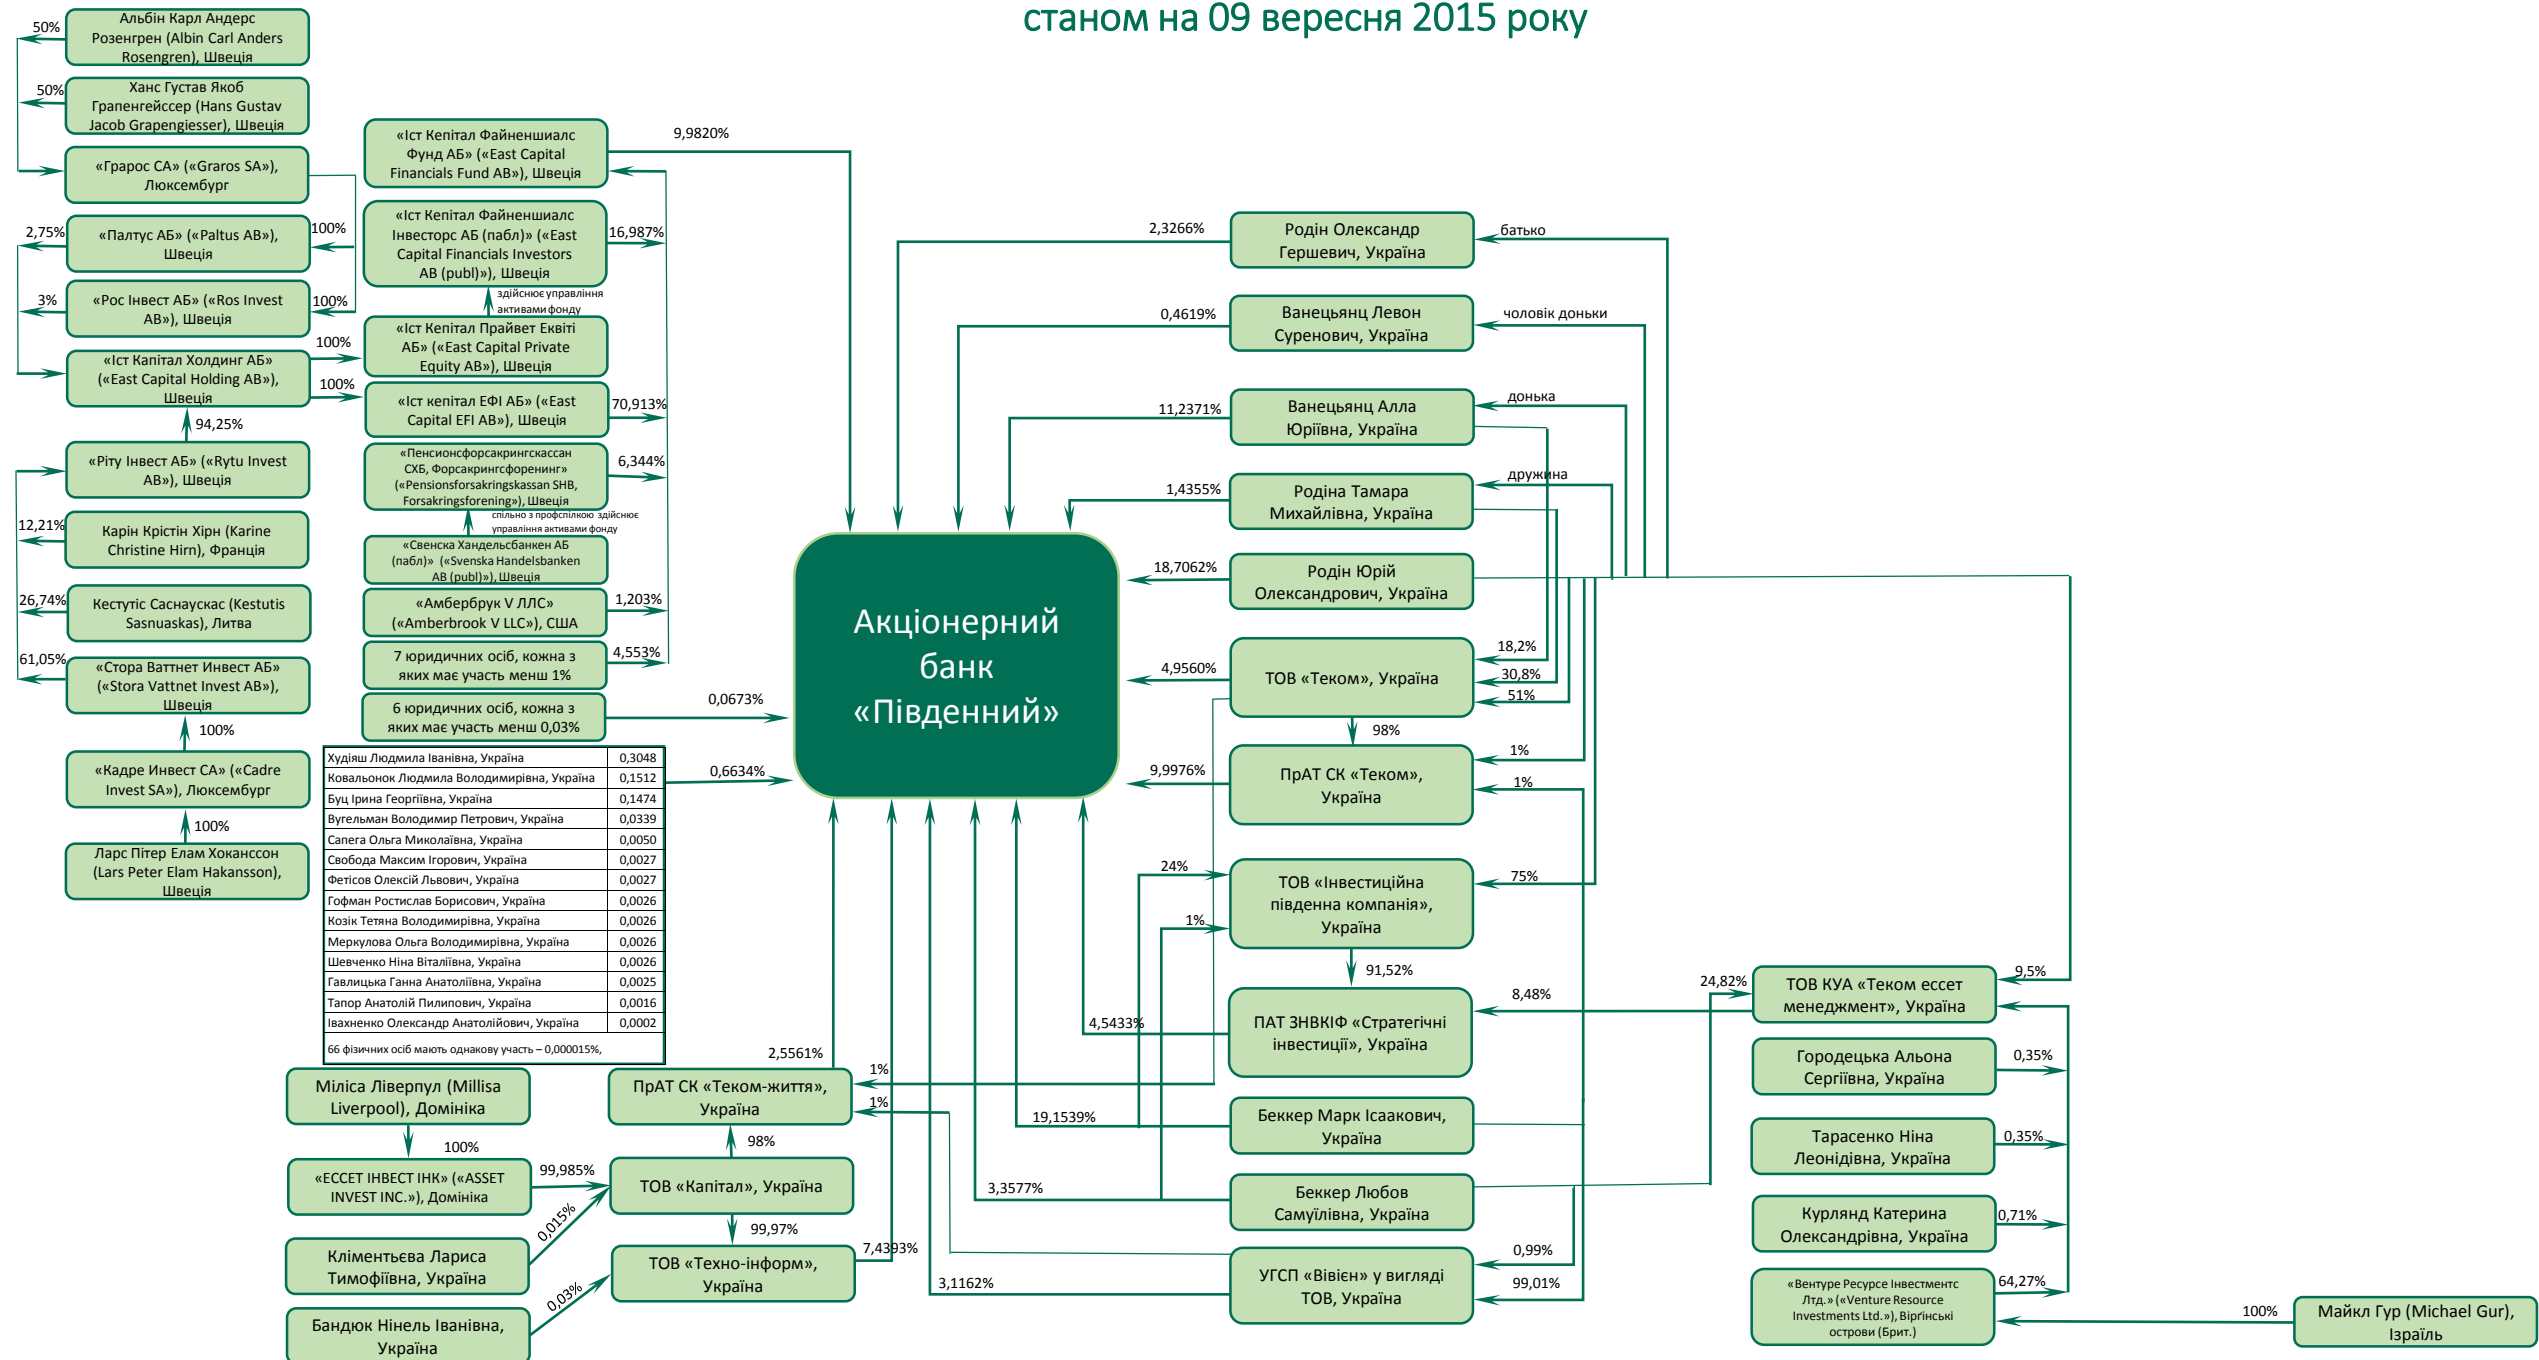 станом на 09 вересня 2015 року
50%
Альбін Карл Андерс
Розенгрен (Albin Carl Anders
Rosengren), Швеція
50%
Ханс Густав Якоб
Грапенгейссер (Hans Gustav
Jacob Grapengiesser), Швеція
«Грарос СА» («Graros SA»),
Люксембург
2,75%
«Палтус АБ» («Paltus AB»),
Швеція
100%
3%
«Рос Інвест АБ» («Ros Invest
AB»), Швеція
100%
«Іст Капітал Холдинг АБ»
(«East Capital Holding AB»),
Швеція
100%
100%
94,25%
«Ріту Інвест АБ» («Rytu Invest
AB»), Швеція
12,21%
Карін Крістін Хірн (Karine
Christine Hirn), Франція
26,74%
Кестутіс Саснаускас (Kestutis
Sasnuaskas), Литва
61,05%
«Стора Ваттнет Инвест АБ»
(«Stora Vattnet Invest AB»),
Швеція
100%
«Кадре Инвест СА» («Cadre
Invest SA»), Люксембург
100%
Ларс Пітер Елам Хоканссон
(Lars Peter Elam Hakansson),
Швеція
«Іст Кепітал Файненшиалс
Фунд АБ» («East Capital
Financials Fund AB»), Швеція
9,9820%
«Іст Кепітал Файненшиалс
Інвесторс АБ (пабл)» («East
Capital Financials Investors
AB (publ)»), Швеція
16,987%
здійснює управління
активами фонду
«Іст Кепітал Прайвет Еквіті
АБ» («East Capital Private
Equity AB»), Швеція
«Іст кепітал ЕФІ АБ» («East
Capital EFI AB»), Швеція
70,913%
«Пенсионсфорсакрингскассан
СХБ, Форсакрингсфоренинг»
(«Pensionsforsakringskassan SHB,
Forsakringsforening»), Швеція
6,344%
спільно з профспілкою здійснює
управління активами фонду
«Свенска Хандельсбанкен АБ
(пабл)» («Svenska Handelsbanken
AB (publ)»), Швеція
«Амбербрук V ЛЛС»
(«Amberbrook V LLC»), США
1,203%
7 юридичних осіб, кожна з
яких має участь менш 1%
4,553%
6 юридичних осіб, кожна з
яких має участь менш 0,03%
0,0673%
Худіяш Людмила Іванівна, Україна 0,3048
Ковальонок Людмила Володимирівна, Україна 0,1512
Буц Ірина Георгіївна, Україна 0,1474
Вугельман Володимир Петрович, Україна 0,0339
Сапега Ольга Миколаївна, Україна 0,0050
Свобода Максим Ігорович, Україна 0,0027
Фетісов Олексій Львович, Україна 0,0027
Гофман Ростислав Борисович, Україна 0,0026
Козік Тетяна Володимирівна, Україна 0,0026
Меркулова Ольга Володимирівна, Україна 0,0026
Шевченко Ніна Віталіївна, Україна 0,0026
Гавлицька Ганна Анатоліївна, Україна 0,0025
Тапор Анатолій Пилипович, Україна 0,0016
Івахненко Олександр Анатолійович, Україна 0,0002
66 фізичних осіб мають однакову участь – 0,000015%,
0,6634%
Міліса Ліверпул (Millisa
Liverpool), Домініка
100%
«ЕССЕТ ІНВЕСТ ІНК» («ASSET
INVEST INC.»), Домініка
99,985%
Кліментьєва Лариса
Тимофіївна, Україна
0,015%
Бандюк Нінель Іванівна,
Україна
0,03%
2,5561%
ПрАТ СК «Теком-життя»,
Україна
1%
1%
98%
ТОВ «Капітал», Україна
99,97%
ТОВ «Техно-інформ»,
Україна
7,4393%
Акціонерний
банк
«Південний»
2,3266%
Родін Олександр
Гершевич, Україна
батько
0,4619%
Ванецьянц Левон
Суренович, Україна
чоловік доньки
11,2371%
Ванецьянц Алла
Юріївна, Україна
донька
1,4355%
Родіна Тамара
Михайлівна, Україна
дружина
18,7062%
Родін Юрій
Олександрович, Україна
4,9560%
ТОВ «Теком», Україна
18,2%
30,8%
51%
98%
9,9976%
ПрАТ СК «Теком»,
Україна
1%
1%
24%
1%
ТОВ «Інвестиційна
південна компанія»,
Україна
75%
91,52%
4,5433%
ПАТ ЗНВКІФ «Стратегічні
інвестиції», Україна
8,48%
19,1539%
Беккер Марк Ісаакович,
Україна
3,3577%
Беккер Любов
Самуїлівна, Україна
3,1162%
УГСП «Вівієн» у вигляді
ТОВ, Україна
0,99%
99,01%
24,82%
ТОВ КУА «Теком ессет
менеджмент», Україна
9,5%
Городецька Альона
Сергіївна, Україна
0,35%
Тарасенко Ніна
Леонідівна, Україна
0,35%
Курлянд Катерина
Олександрівна, Україна
0,71%
«Вентуре Ресурсе Інвестментс
Лтд.» («Venture Resource
Investments Ltd.»), Віргінські
острови (Брит.)
64,27%
100%
Майкл Гур (Michael Gur),
Ізраїль